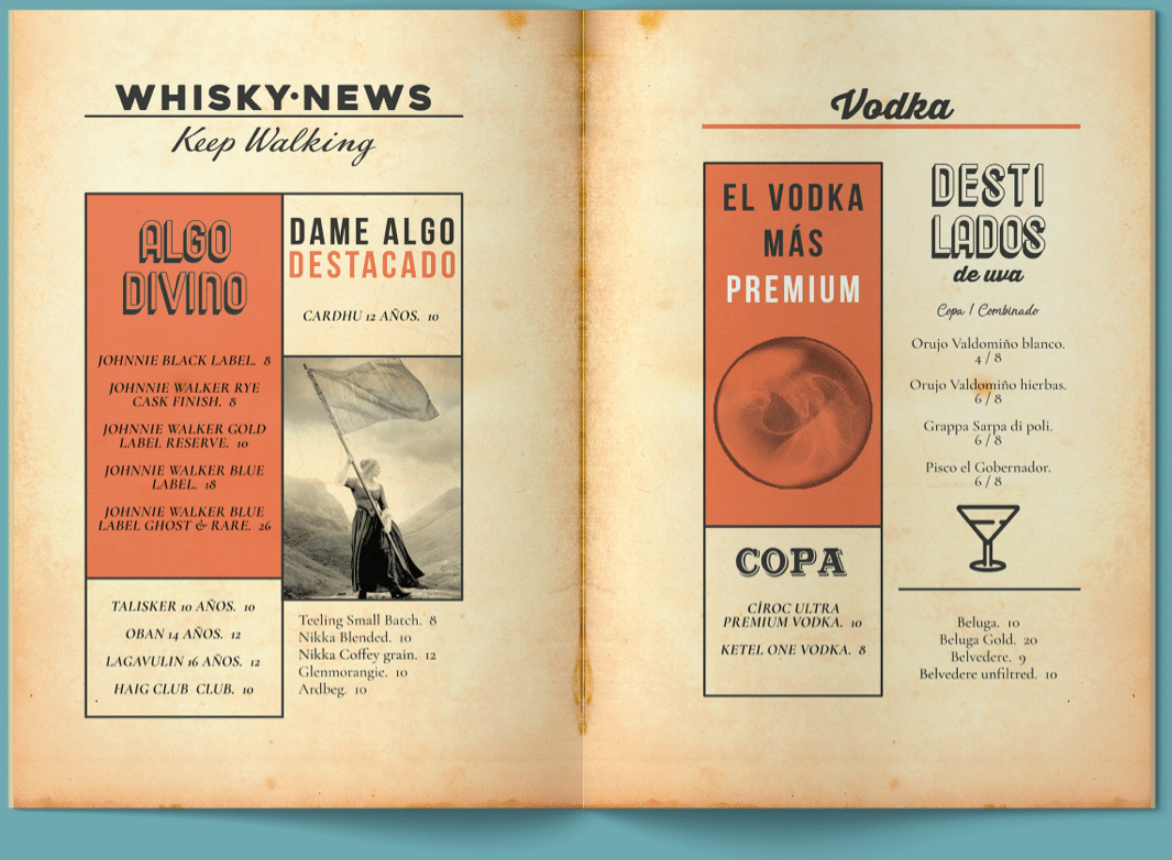 WHISKY·NEWS
Keep Walking
ALGO
DIVINO
JOHNNIE BLACK LABEL. 8
JOHNNIE WALKER RYE
CASK FINISH. 8
JOHNNIE WALKER GOLD
LABEL RESERVE. 10
JOHNNIE WALKER BLUE
LABEL. 18
JOHNNIE WALKER BLUE
LABEL GHOST & RARE. 26
TALISKER 10 AÑOS. 10
OBAN 14 AÑOS. 12
LAGAVULIN 16 AÑOS. 12
HAIG CLUB CLUB. 10
DAME ALGO
DESTACADO
CARDHU 12 AÑOS. 10
Teeling Small Batch. 8
Nikka Blended. 10
Nikka Coffey grain. 12
Glenmorangie. 10
Ardbeg. 10
Vodka
EL VODKA
MÁS
PREMIUM
COPA
CÎROC ULTRA
PREMIUM VODKA. 10
KETEL ONE VODKA. 8
DESTI
LADOS
de uva
Copa / Combinado
Orujo Valdomiño blanco.
4 / 8
Orujo Valdomiño hierbas.
6 / 8
Grappa Sarpa di poli.
6 / 8
Pisco el Gobernador.
6 / 8
Beluga. 10
Beluga Gold. 20
Belvedere. 9
Belvedere unfiltred. 10